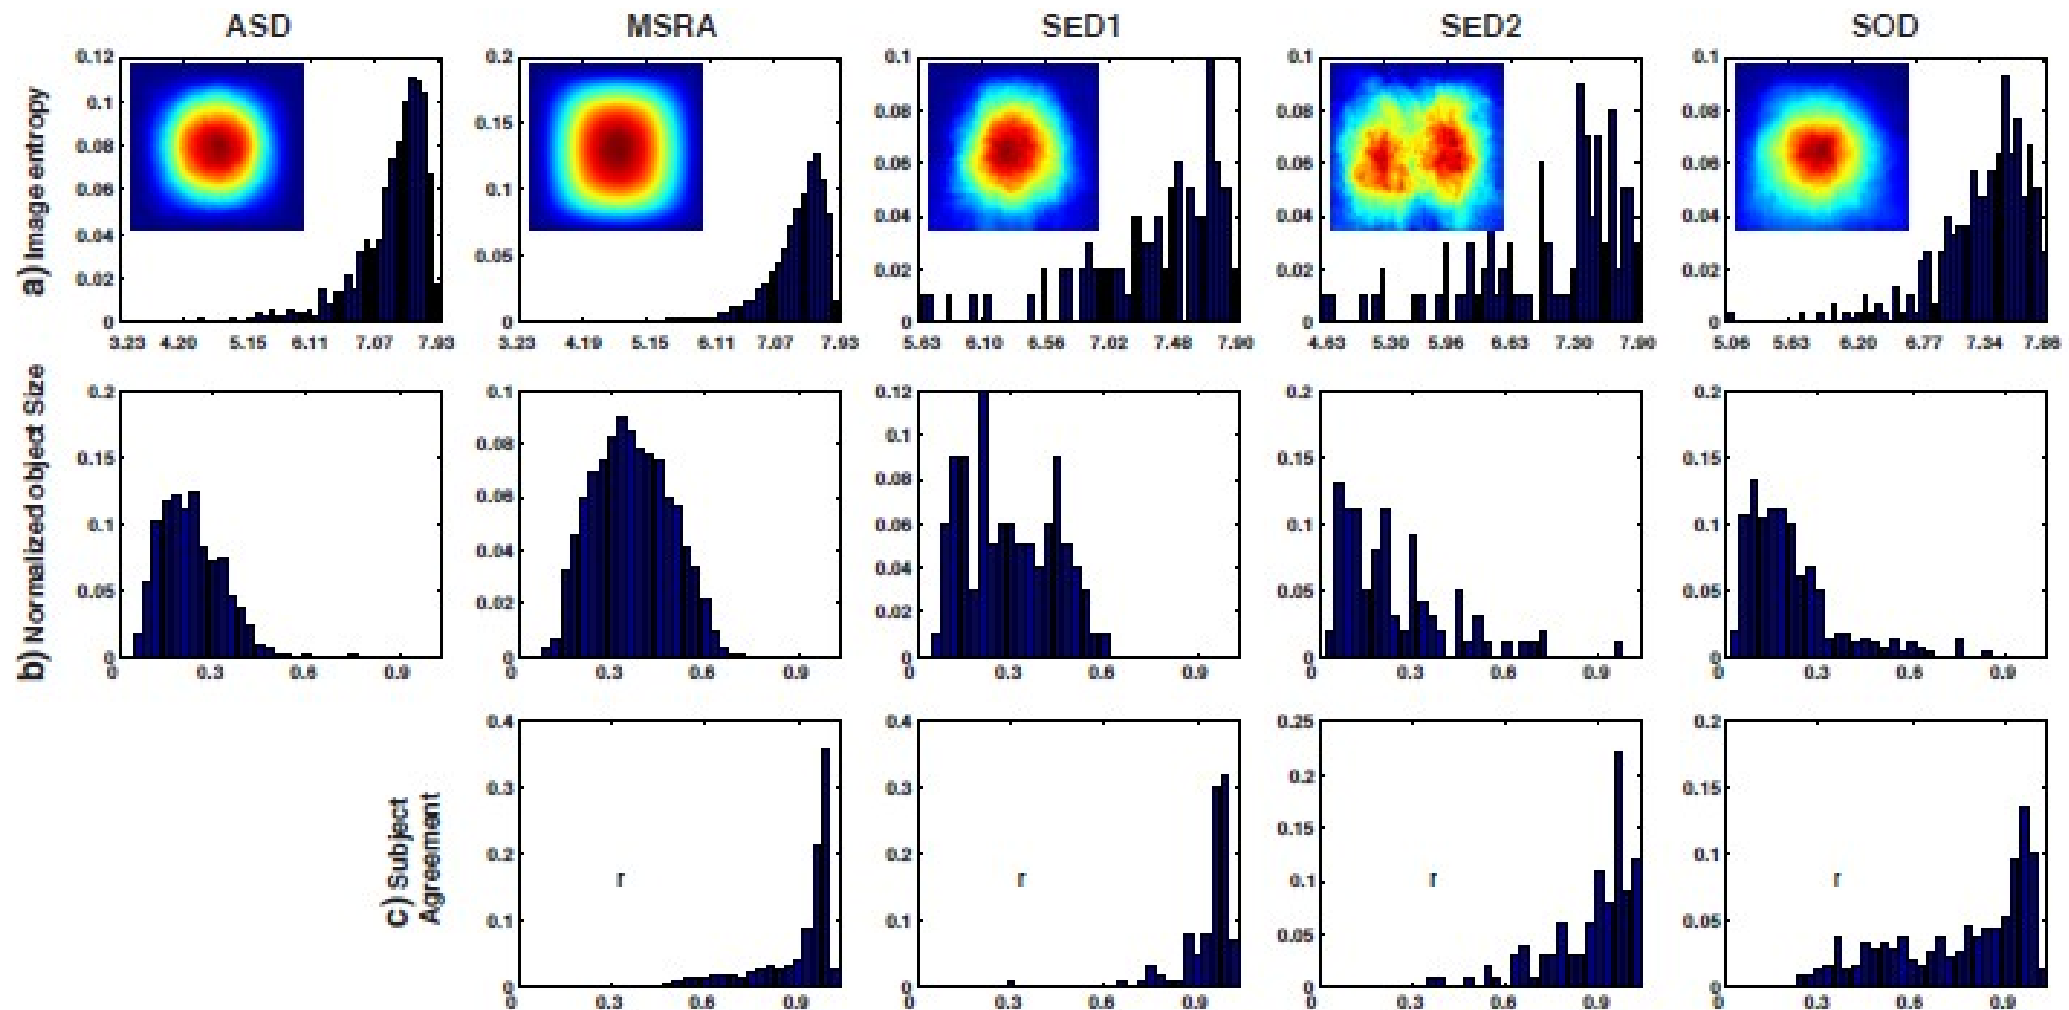 ASD MSRA SED1 SED2 SOD
a) Image entropy
0.12 0.1 0.08 0.06 0.04 0.02 0
3.23 4.20 5.15 6.11 7.07 7.93
0.2 0.15 0.1 0.05 0
3.23 4.19 5.15 6.11 7.07 7.93
0.1 0.08 0.06 0.04 0.02 0
5.63 6.10 6.56 7.02 7.48 7.90
0.1 0.08 0.06 0.04 0.02 0
4.63 5.30 5.96 6.63 7.30 7.90
0.1 0.08 0.06 0.04 0.02 0
5.06 5.63 6.20 6.77 7.34 7.86
b) Normalized object Size
0.2 0.15 0.1 0.05 0
0 0.3 0.6 0.9
0.1 0.08 0.06 0.04 0.02 0
0 0.3 0.6 0.9
0.12 0.1 0.08 0.06 0.04 0.02 0
0 0.3 0.6 0.9
0.2 0.15 0.1 0.05 0
0 0.3 0.6 0.9
0.2 0.15 0.1 0.05 0
0 0.3 0.6 0.9
c) Subject
Agreement
0.4 0.3 0.2 0.1 0
r
0 0.3 0.6 0.9
0.4 0.3 0.2 0.1 0
r
0 0.3 0.6 0.9
0.25 0.2 0.15 0.1 0.05 0
r
0 0.3 0.6 0.9
0.2 0.15 0.1 0.05 0
r
0 0.3 0.6 0.9